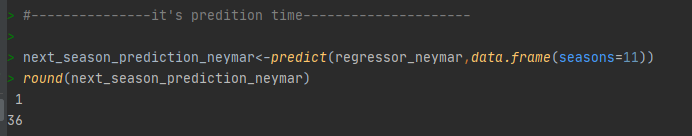 > #---------------it's predition time---------------------
>
> next_season_prediction_neymar<-predict(regressor_neymar,data.frame(seasons=11))
> round(next_season_prediction_neymar)
 1
36